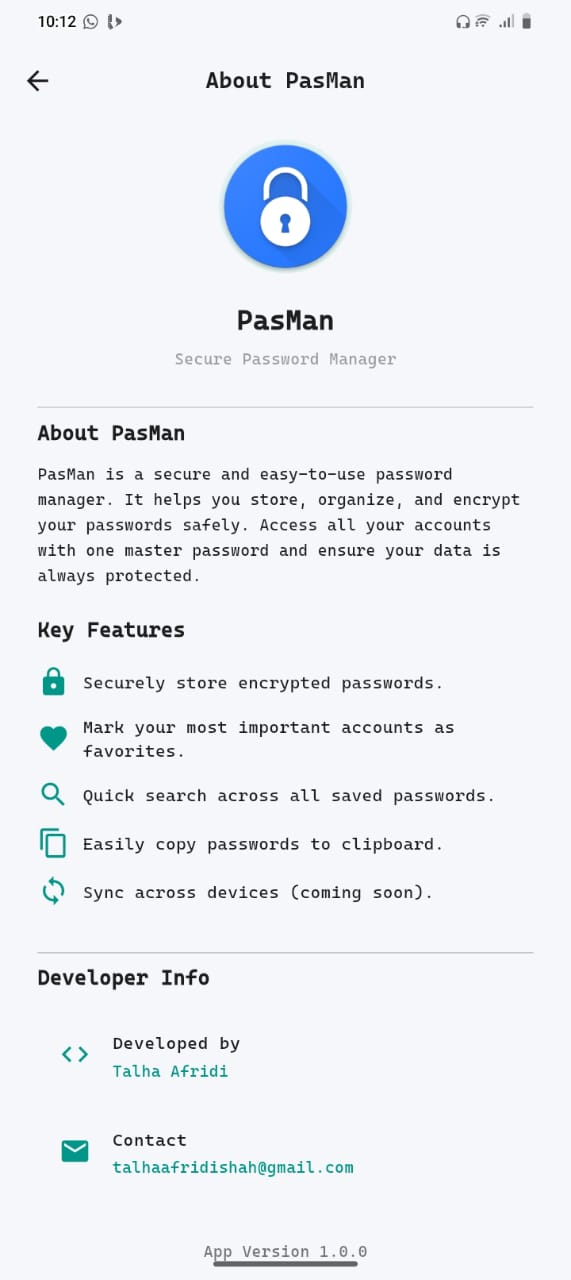 10:12
About PasMan
PasMan
Secure Password Manager
About PasMan
PasMan is a secure and easy-to-use password
manager. It helps you store, organize, and encrypt
your passwords safely. Access all your accounts
with one master password and ensure your data is
always protected.
Key Features
Securely store encrypted passwords.
Mark your most important accounts as
favorites.
Quick search across all saved passwords.
Easily copy passwords to clipboard.
Sync across devices (coming soon).
Developer Info
Developed by
Talha Afridi
Contact
talhaafridishah@gmail.com
App Version 1.0.0